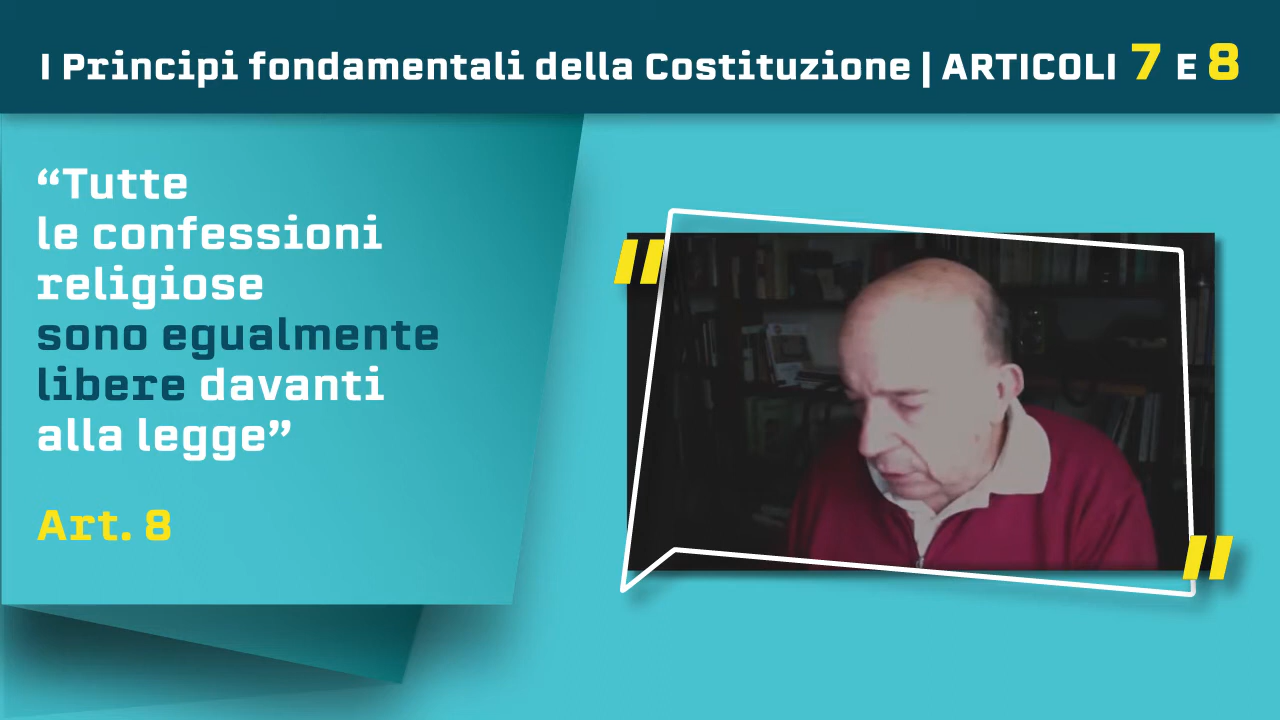 I Principi fondamentali della Costituzione | ARTICOLI 7 E 8
“Tutte
le confessioni
religiose
sono egualmente
libere davanti
alla legge”
Art. 8